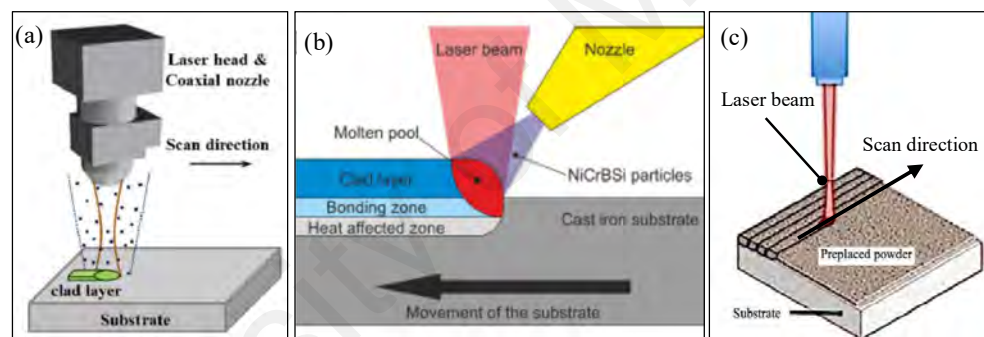 (a)
Laser head &
Coaxial nozzle
Scan direction
clad layer
Substrate
(b)
Laser beam
Nozzle
Molten pool
NiCrBSi particles
Clad layer
Bonding zone
Cast iron substrate
Heat affected zone
Movement of the substrate
(c)
Laser beam
Scan direction
Preplaced powder
Substrate